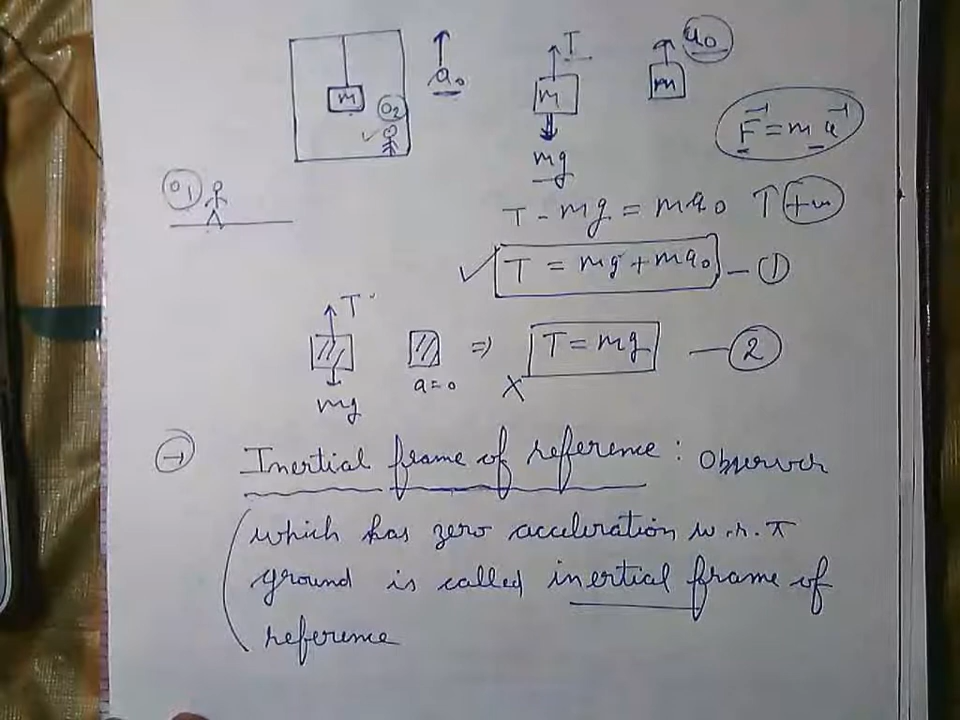 m
O2
a₀
T
m
mg
m
a₀
F = m a
O1
T - mg = ma₀ ↑ +ve
✓ T = mg + ma₀ - ①
T
mg
a=0
⇒ T = mg - ②
X
→ Inertial frame of reference : Observer
which has zero acceleration w.r.t
ground is called inertial frame of
reference